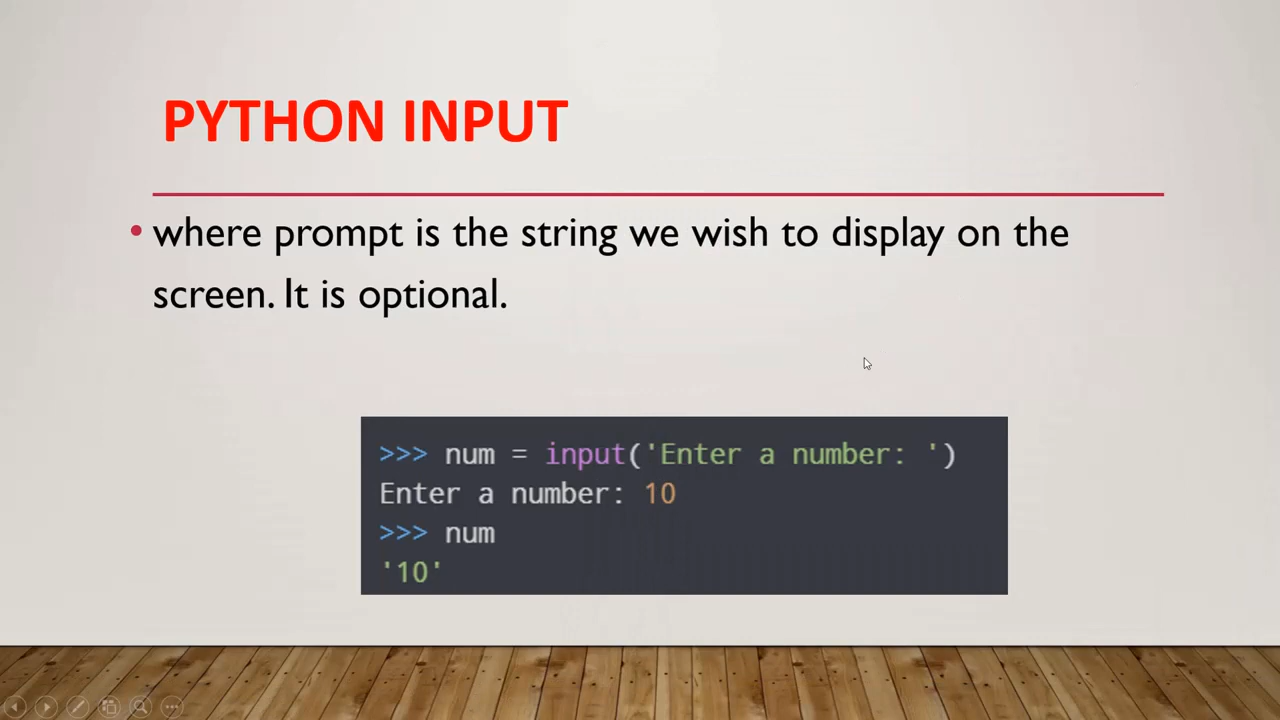 PYTHON INPUT
• where prompt is the string we wish to display on the
screen. It is optional.
>>> num = input('Enter a number: ')
Enter a number: 10
>>> num
'10'